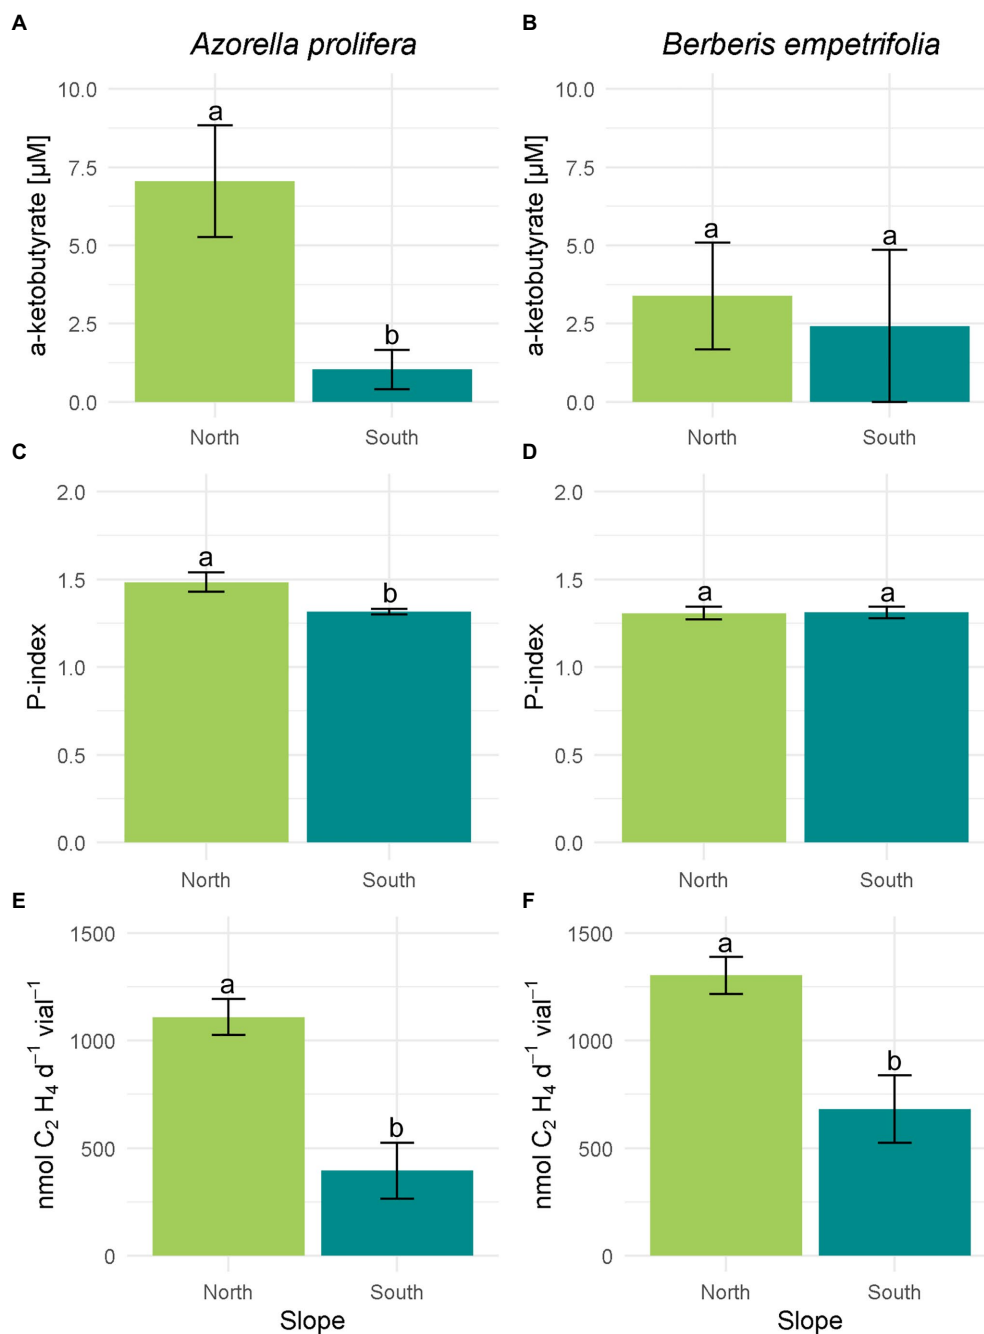 A
B
Azorella prolifera
Berberis empetrifolia
a-ketobutyrate [µM]
10.0
7.5
5.0
2.5
0.0
a
b
North
South
a-ketobutyrate [µM]
10.0
7.5
5.0
2.5
0.0
a
a
North
South
C
P-index
2.0
1.5
1.0
0.5
0.0
a
b
North
South
D
P-index
2.0
1.5
1.0
0.5
0.0
a
a
North
South
E
nmol C₂ H₄ d⁻¹ vial⁻¹
1500
1000
500
0
a
b
North
South
Slope
F
nmol C₂ H₄ d⁻¹ vial⁻¹
1500
1000
500
0
a
b
North
South
Slope